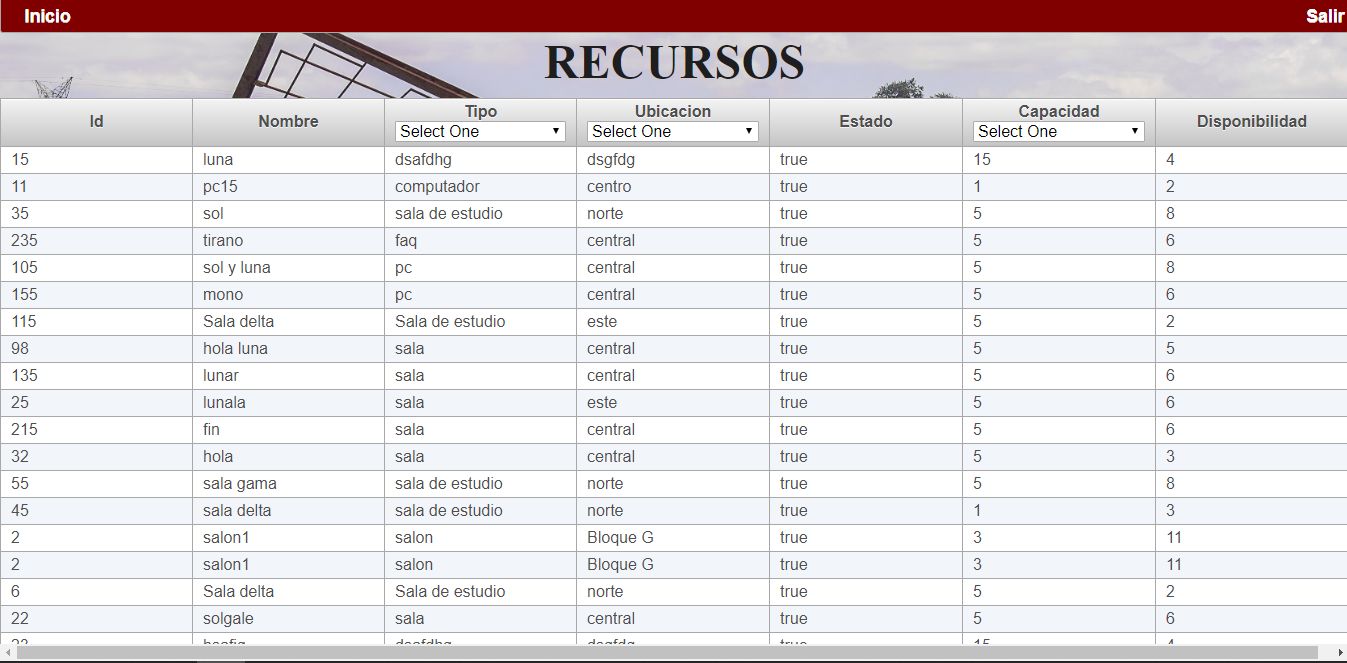 Inicio Salir
RECURSOS
Id Nombre Tipo Ubicacion Estado Capacidad Disponibilidad
Select One Select One Select One
15 luna dsafdhg dsgfdg true 15 4
11 pc15 computador centro true 1 2
35 sol sala de estudio norte true 5 8
235 tirano faq central true 5 6
105 sol y luna pc central true 5 8
155 mono pc central true 5 6
115 Sala delta Sala de estudio este true 5 2
98 hola luna sala central true 5 5
135 lunar sala central true 5 6
25 lunala sala este true 5 6
215 fin sala central true 5 6
32 hola sala central true 5 3
55 sala gama sala de estudio norte true 5 8
45 sala delta sala de estudio norte true 1 3
2 salon1 salon Bloque G true 3 11
2 salon1 salon Bloque G true 3 11
6 Sala delta Sala de estudio norte true 5 2
22 solgale sala central true 5 6
dsafdhg dsgfdg true 15 4